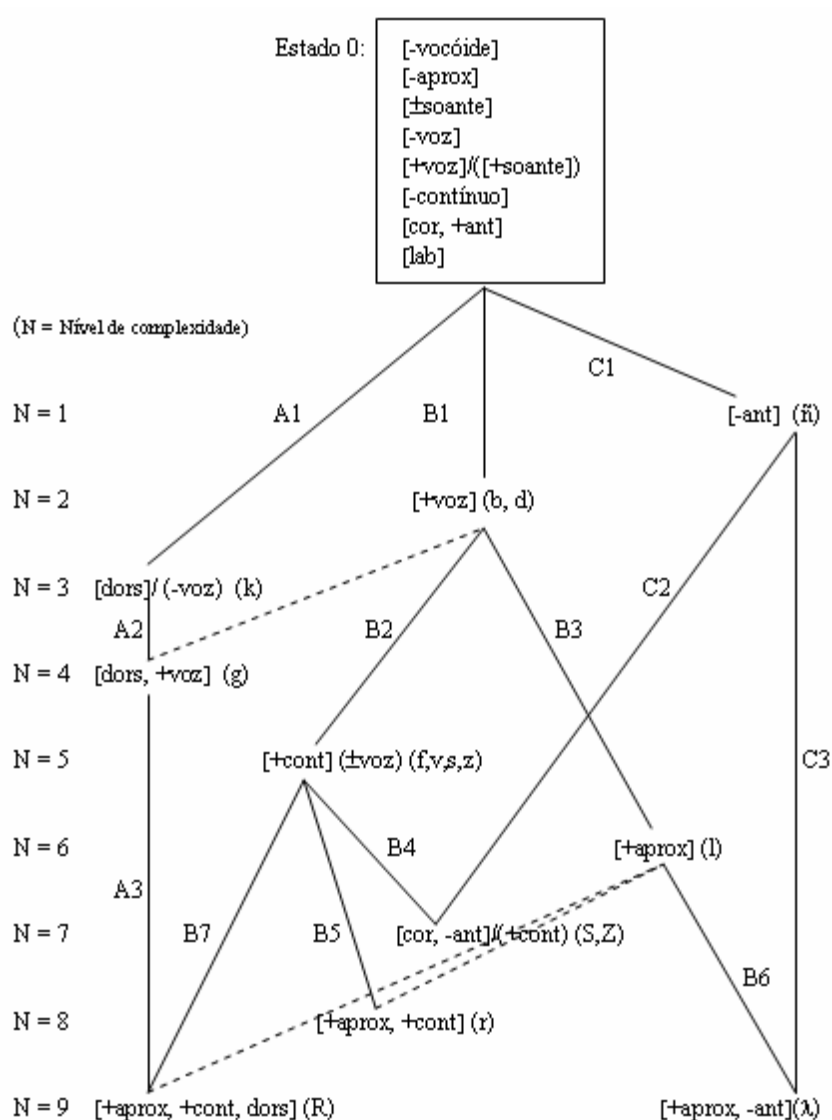 Estado 0:
[-vocóide]
[-aprox]
[±soante]
[-voz]
[+voz]/([+soante])
[-contínuo]
[cor, +ant]
[lab]
(N = Nível de complexidade)
C1
N = 1
A1
B1
[-ant] (ñ)
N = 2
[+voz] (b, d)
N = 3
[dors]/ (-voz) (k)
C2
A2
B2
B3
N = 4
[dors, +voz] (g)
N = 5
[+cont] (±voz) (f,v,s,z)
C3
N = 6
B4
[+aprox] (l)
A3
N = 7
B7
B5
[cor, -ant]/(+cont) (S,Z)
B6
N = 8
[+aprox, +cont] (r)
N = 9
[+aprox, +cont, dors] (R)
[+aprox, -ant](λ)